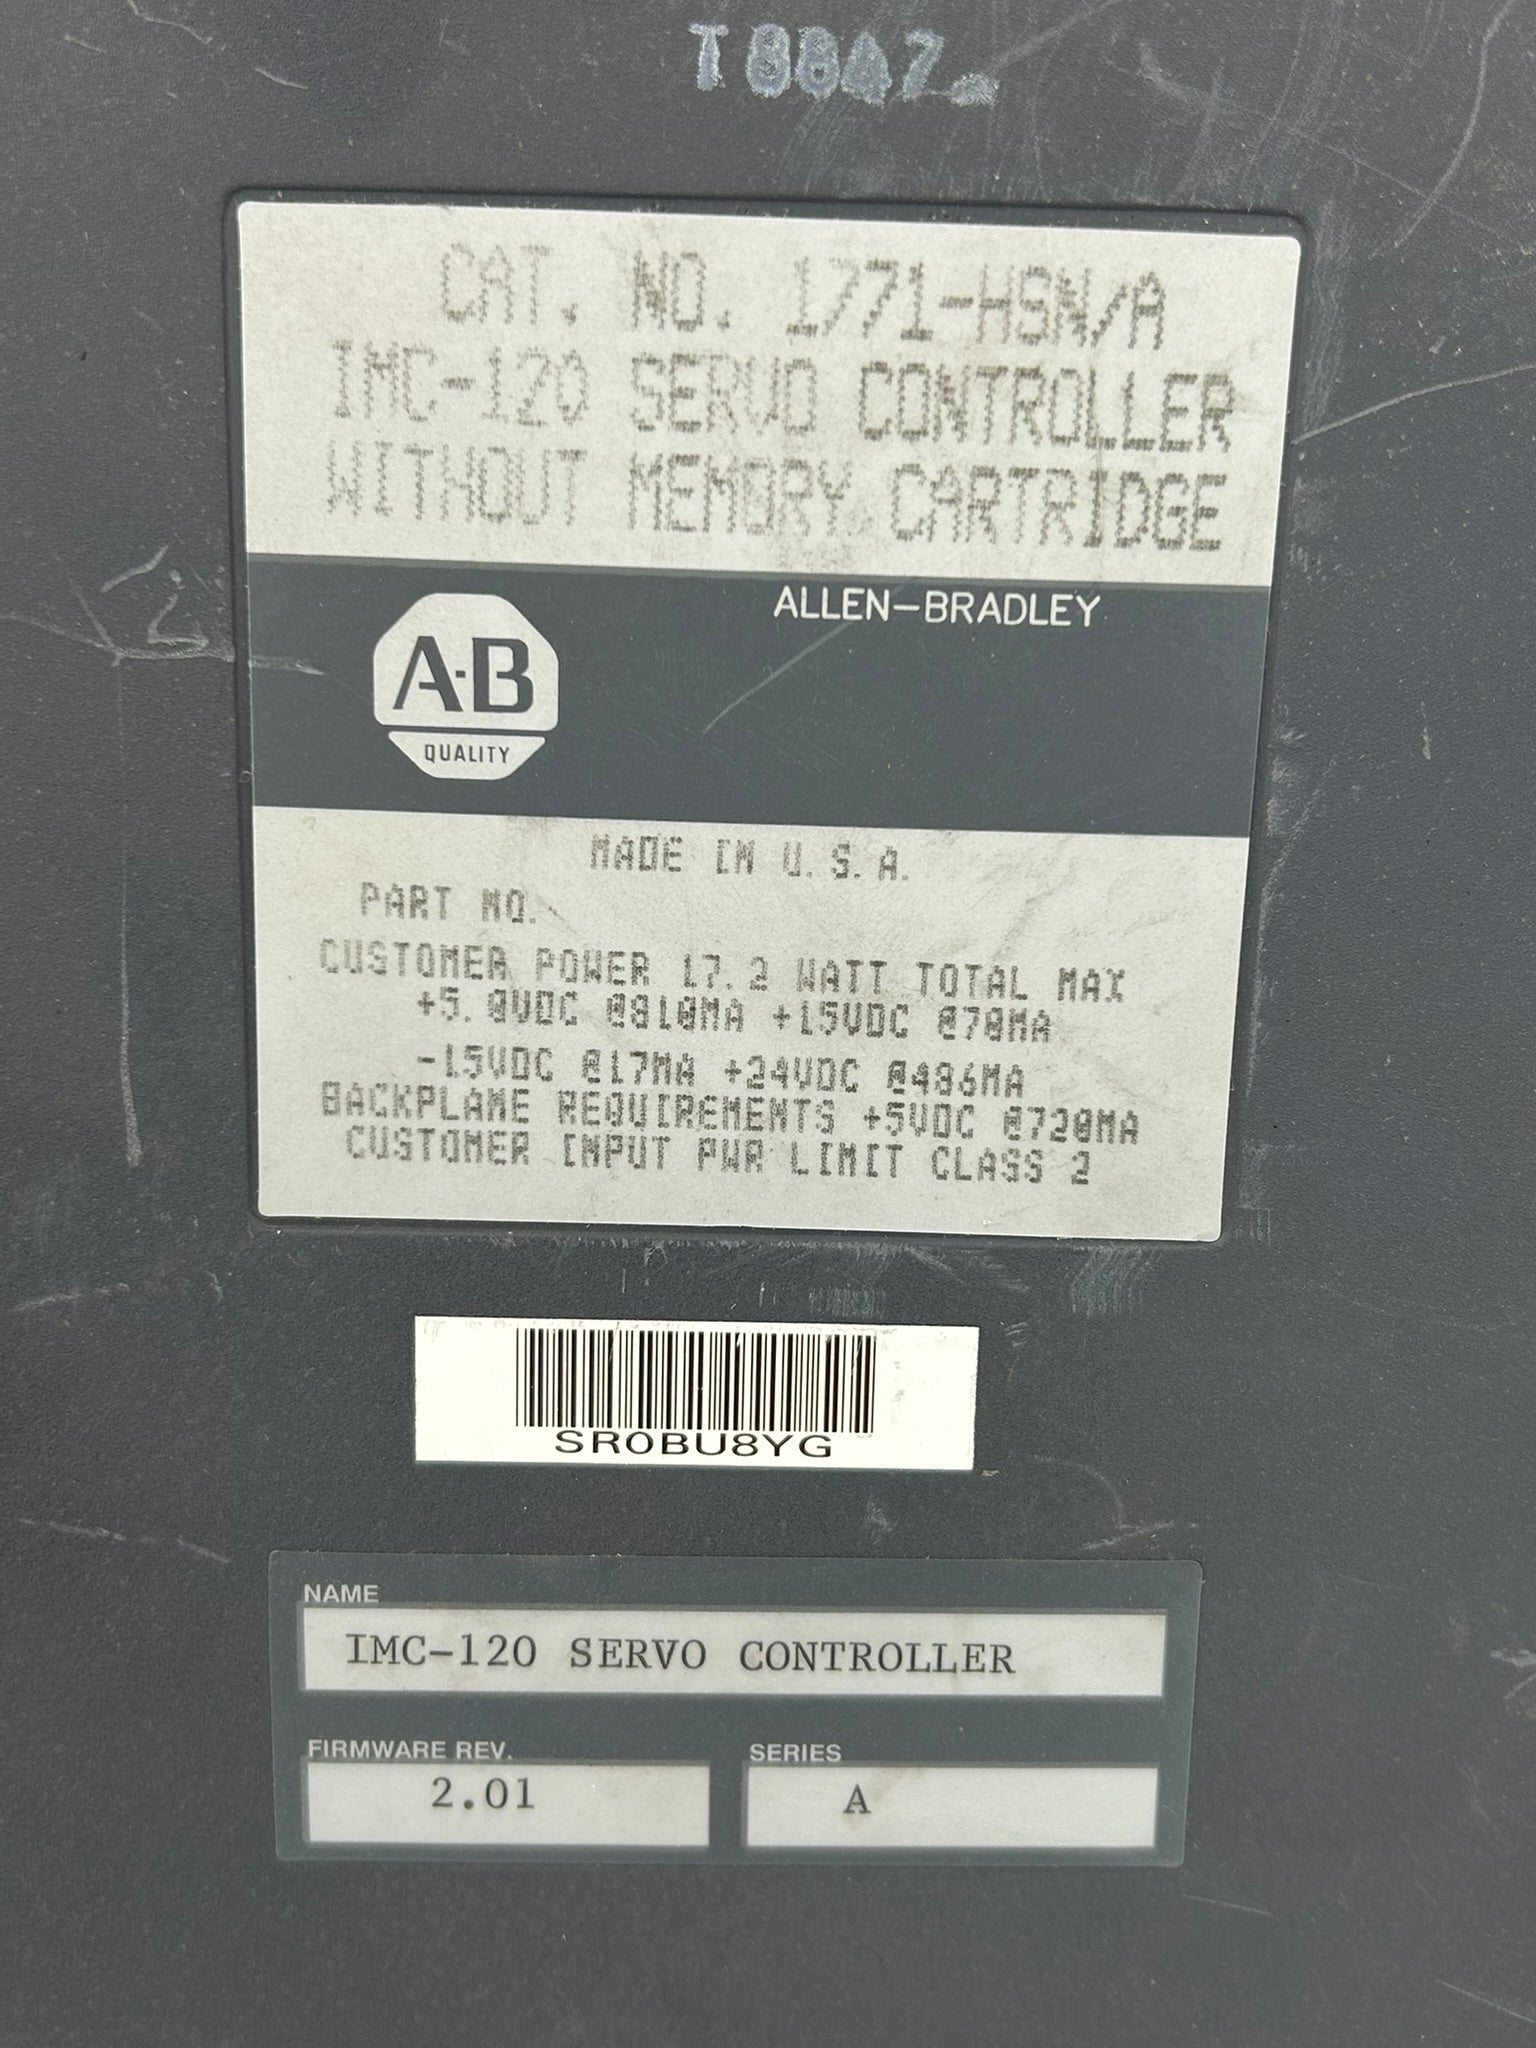 T8847
CAT. NO. 1771-HSN/A
IMC-120 SERVO CONTROLLER
WITHOUT MEMORY CARTRIDGE
ALLEN-BRADLEY
A-B
QUALITY
MADE IN U.S.A.
PART NO.
CUSTOMER POWER 17.2 WATT TOTAL MAX
+5.0VDC @810MA +15VDC @70MA
-15VDC @17MA +24VDC @486MA
BACKPLANE REQUIREMENTS +5VDC @720MA
CUSTOMER INPUT PWR LIMIT CLASS 2
SR0BU8YG
NAME
IMC-120 SERVO CONTROLLER
FIRMWARE REV. SERIES
2.01 A